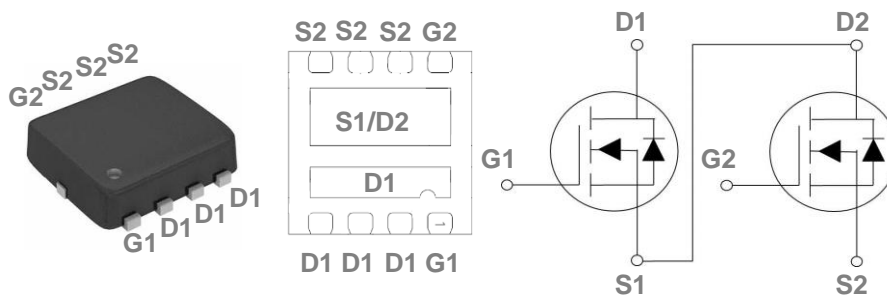 G2 S2 S2 S2
G1 D1 D1 D1
S2 S2 S2 G2
S1/D2
D1
1
D1 D1 D1 G1
D1
G1
S1
D2
G2
S2